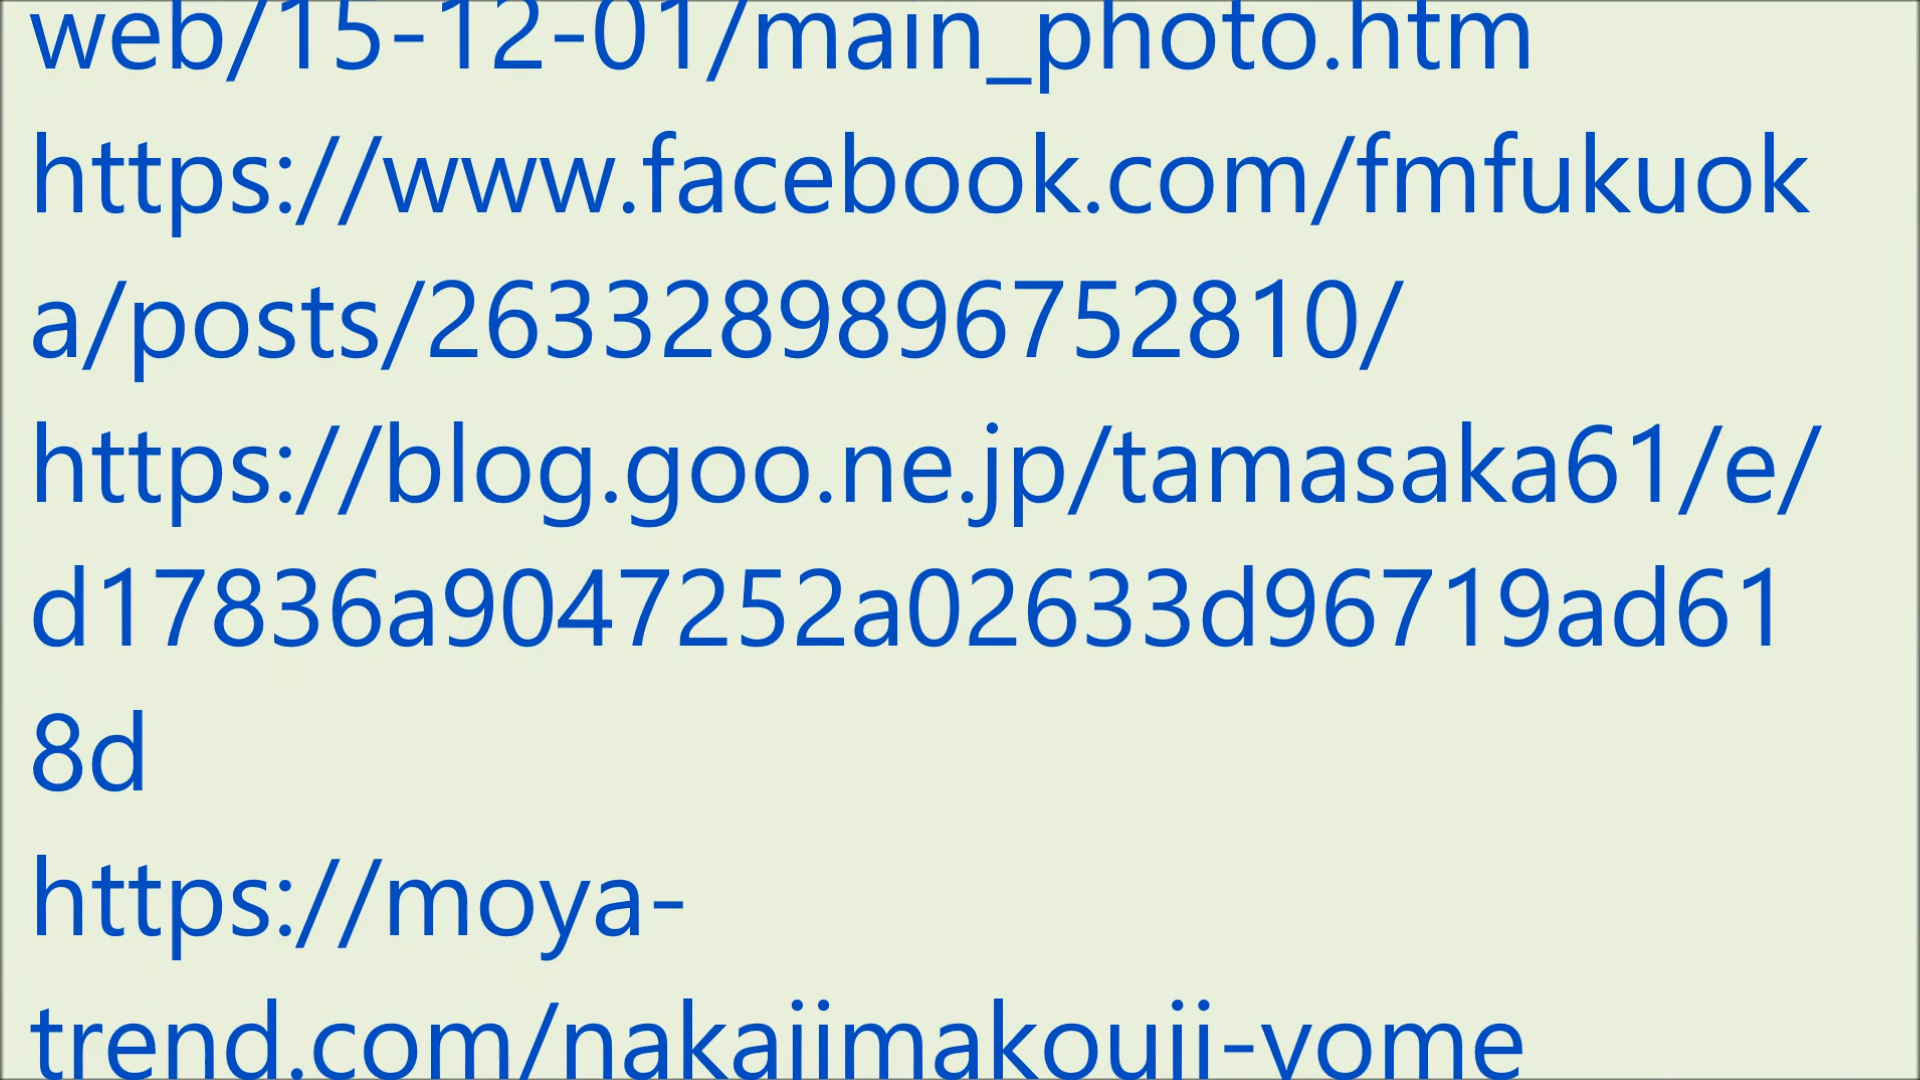 web/15-12-01/main_photo.htm
https://www.facebook.com/fmfukuok
a/posts/2633289896752810/
https://blog.goo.ne.jp/tamasaka61/e/
d17836a9047252a02633d96719ad61
8d
https://moya-
trend.com/nakajimakouji-yome